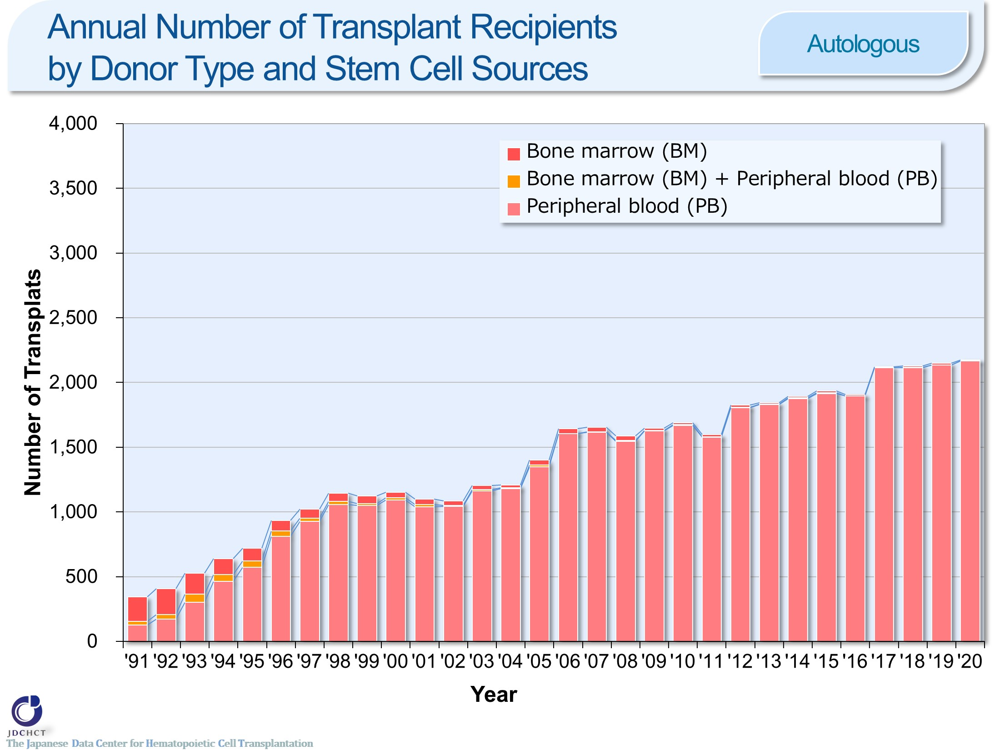 Annual Number of Transplant Recipients
by Donor Type and Stem Cell Sources
Autologous
4,000
3,500
3,000
2,500
2,000
1,500
1,000
500
0
Number of Transplats
Bone marrow (BM)
Bone marrow (BM) + Peripheral blood (PB)
Peripheral blood (PB)
'91 '92 '93 '94 '95 '96 '97 '98 '99 '00 '01 '02 '03 '04 '05 '06 '07 '08 '09 '10 '11 '12 '13 '14 '15 '16 '17 '18 '19 '20
Year
JDCHCT
The Japanese Data Center for Hematopoietic Cell Transplantation